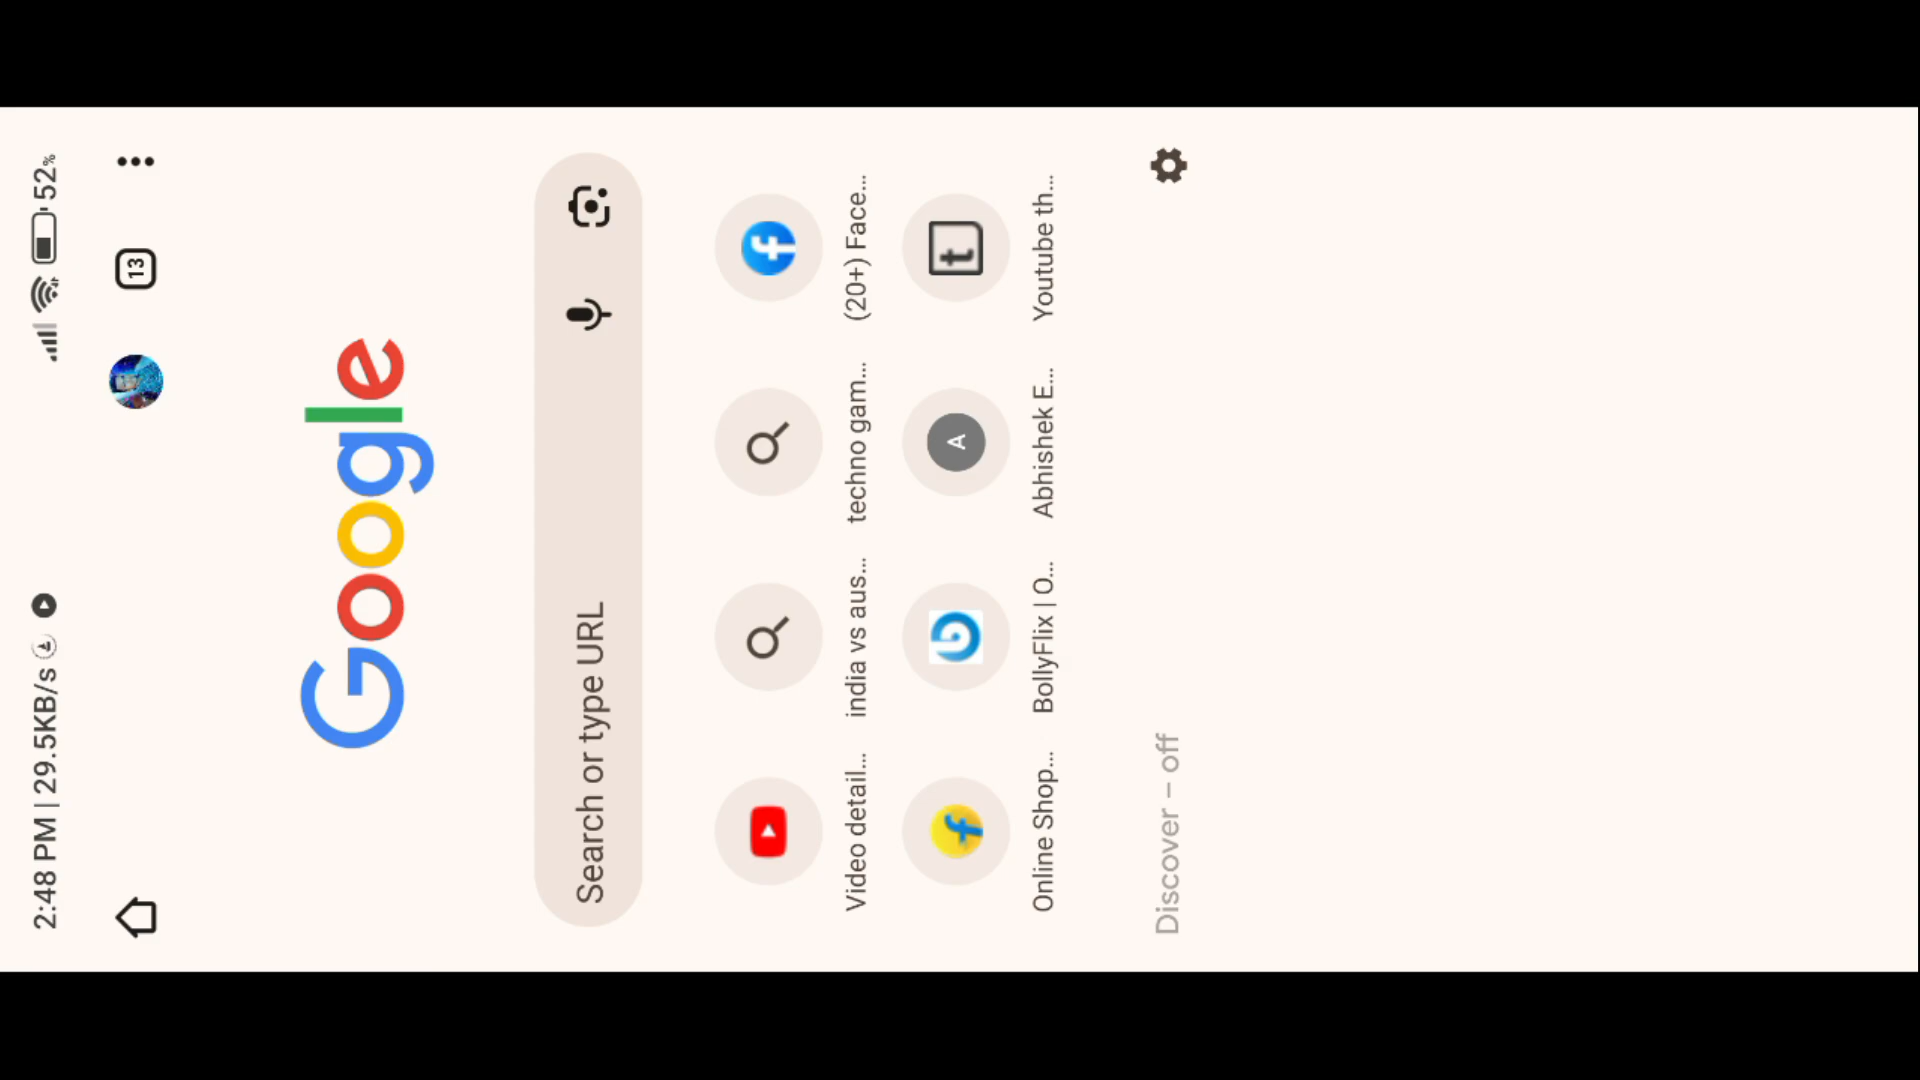 2:48 PM | 29.5KB/s 52%
13
Google
Search or type URL
Video detail... india vs aus... techno gam... (20+) Face...
Online Shop... BollyFlix | O... Abhishek E... Youtube th...
A t
Discover – off